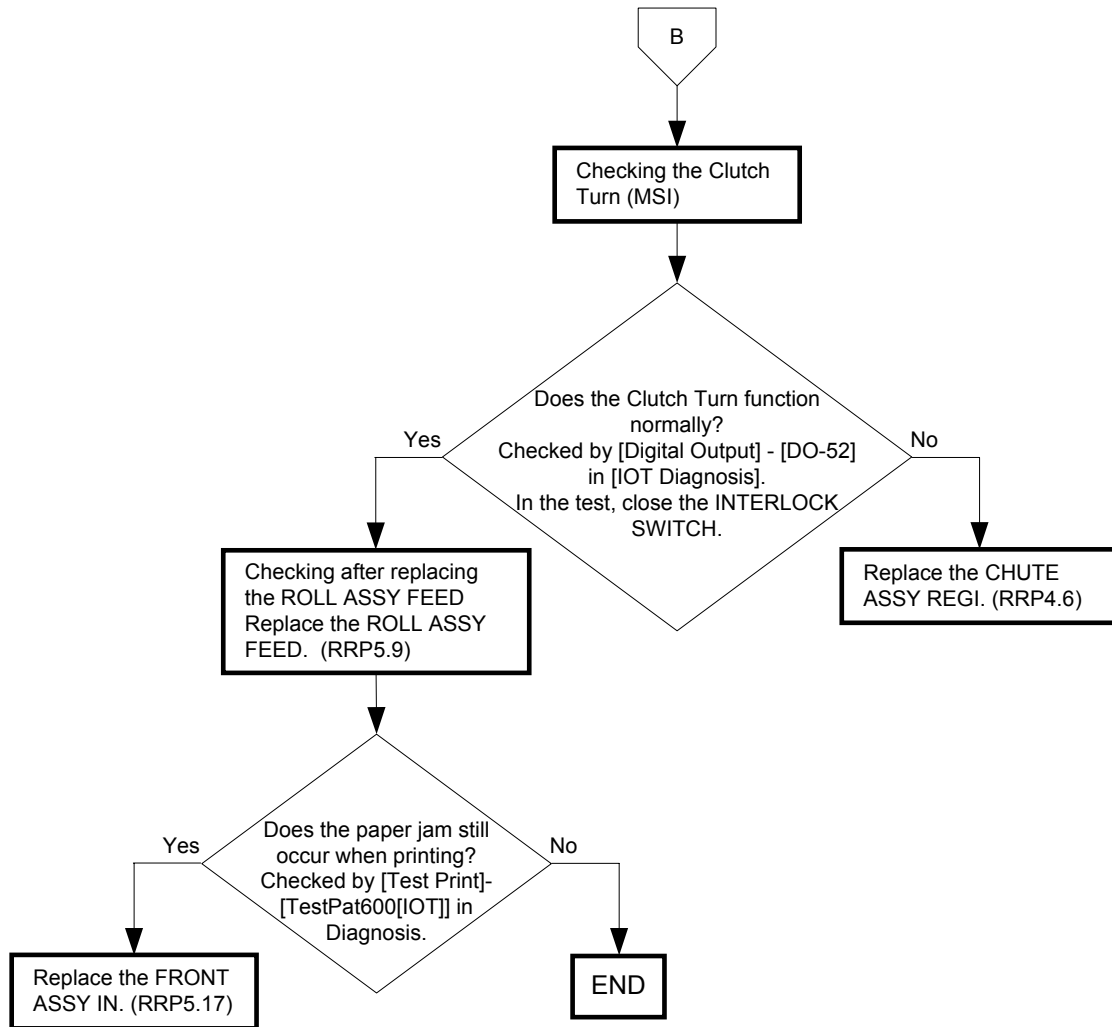 B
Checking the Clutch
Turn (MSI)
Does the Clutch Turn function
normally?
Checked by [Digital Output] - [DO-52]
in [IOT Diagnosis].
In the test, close the INTERLOCK
SWITCH.
Yes
No
Checking after replacing
the ROLL ASSY FEED
Replace the ROLL ASSY
FEED.  (RRP5.9)
Replace the CHUTE
ASSY REGI. (RRP4.6)
Does the paper jam still
occur when printing?
Checked by [Test Print]-
[TestPat600[IOT]] in
Diagnosis.
Yes
No
Replace the FRONT
ASSY IN. (RRP5.17)
END